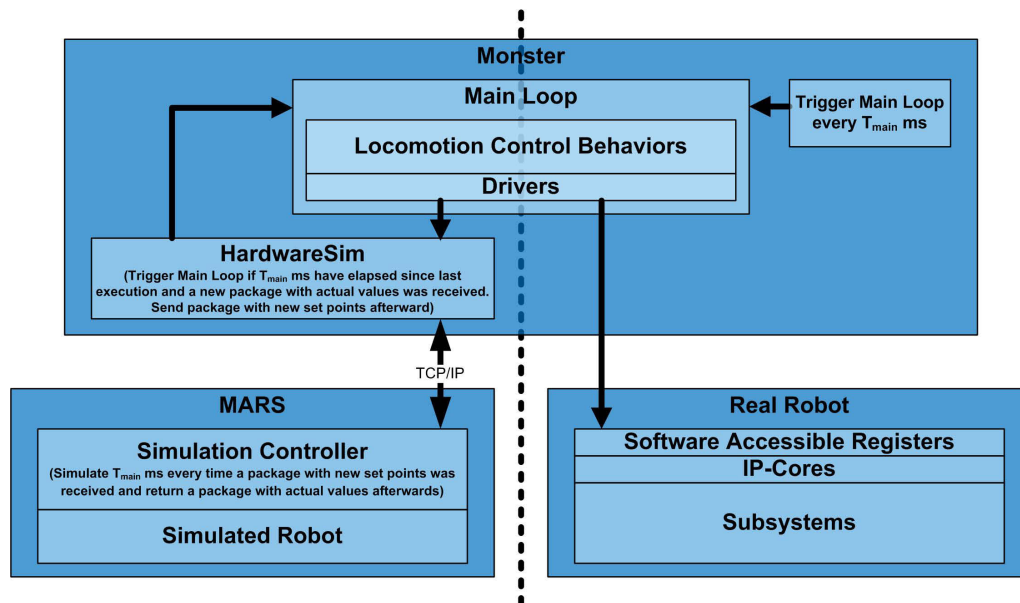 Monster
Main Loop
Trigger Main Loop
every Tmain ms
Locomotion Control Behaviors
Drivers
HardwareSim
(Trigger Main Loop if Tmain ms have elapsed since last
execution and a new package with actual values was received.
Send package with new set points afterward)
TCP/IP
MARS
Simulation Controller
(Simulate Tmain ms every time a package with new set points was
received and return a package with actual values afterwards)
Simulated Robot
Real Robot
Software Accessible Registers
IP-Cores
Subsystems